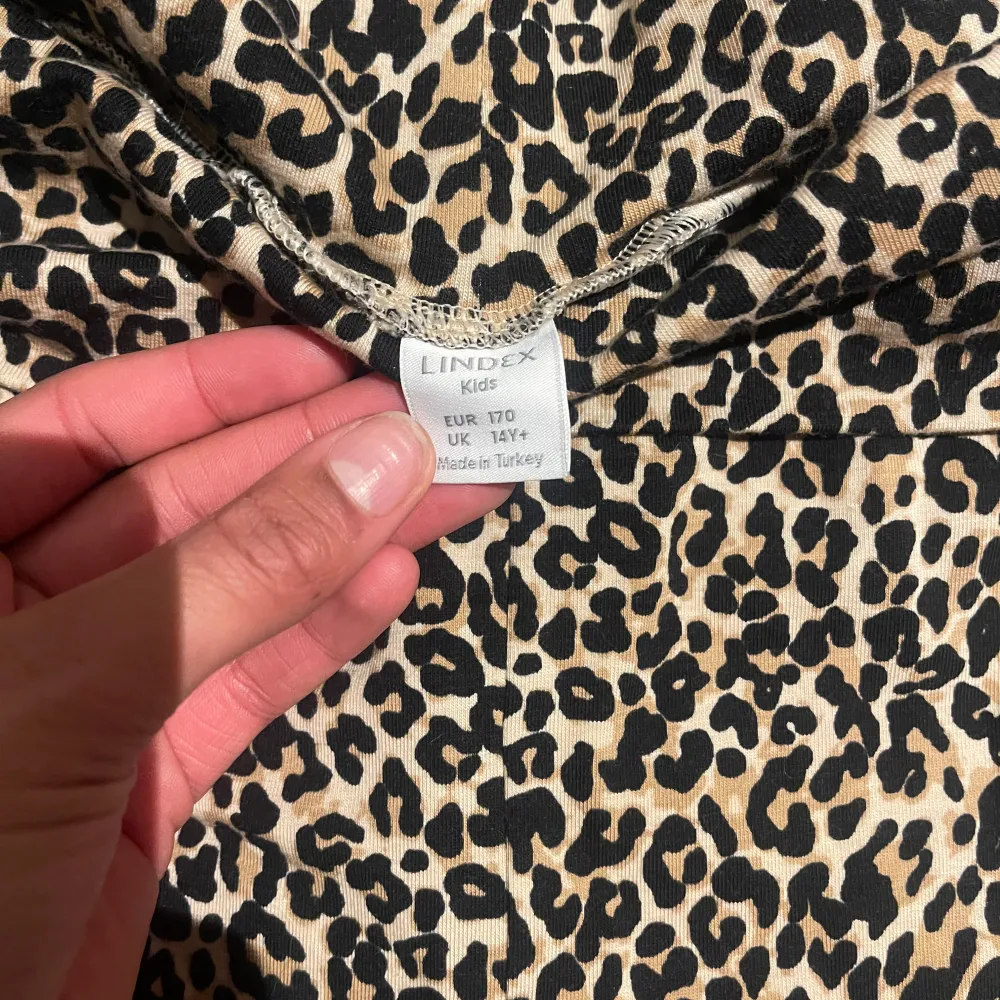 LINDEX
Kids
EUR 170
UK 14Y+
Made in Turkey